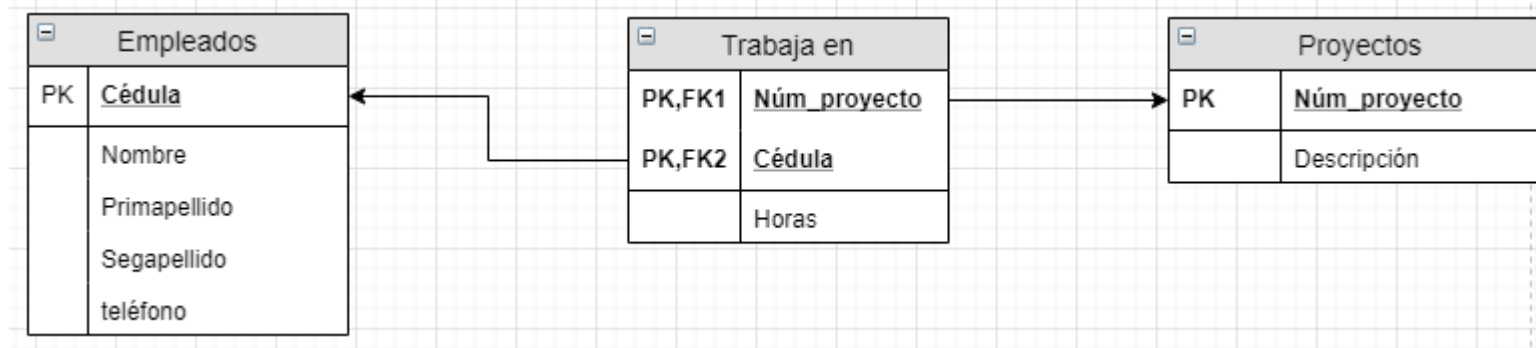 Empleados
PK Cédula
Nombre
Primapellido
Segapellido
teléfono
Trabaja en
PK,FK1 Núm_proyecto
PK,FK2 Cédula
Horas
Proyectos
PK Núm_proyecto
Descripción